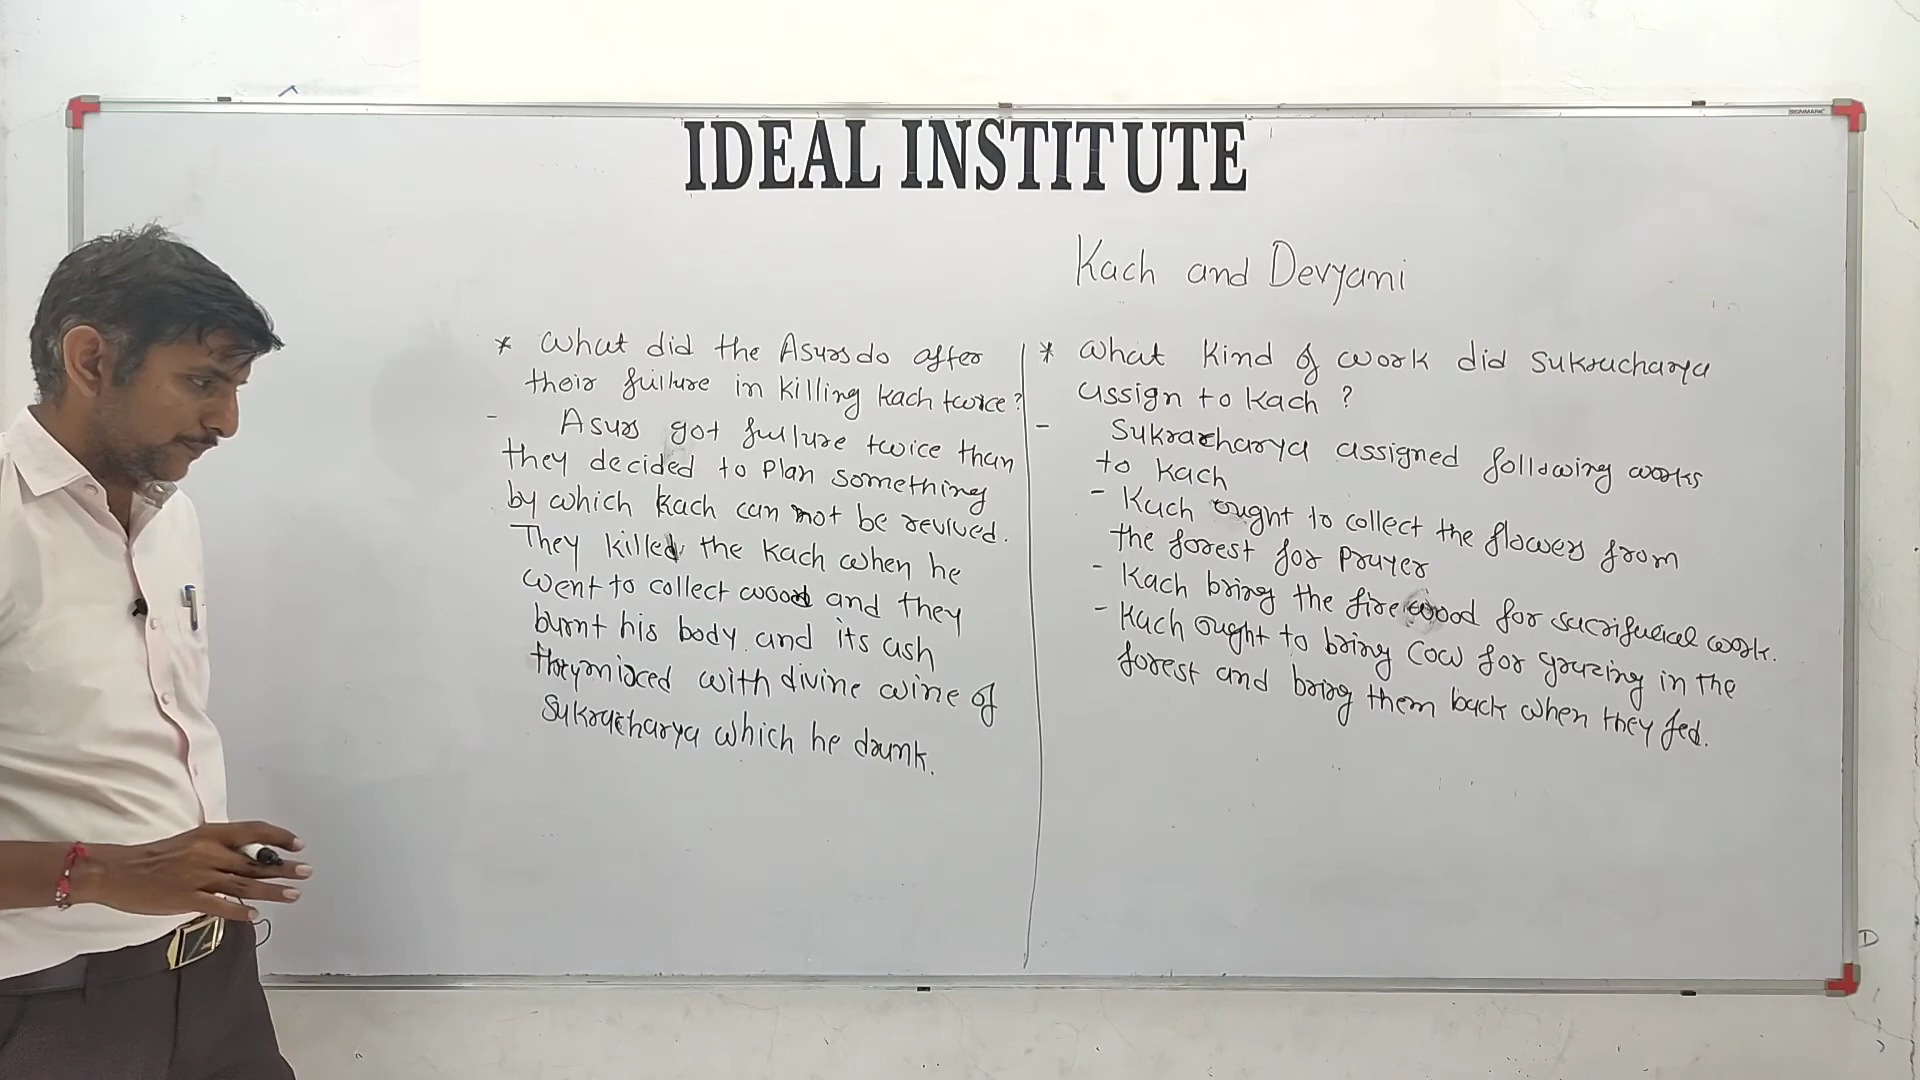 IDEAL INSTITUTE
Kach and Devyani
* What did the Asurs do after
their failure in killing Kach twice?
- Asurs got failure twice than
they decided to plan something
by which Kach can not be revived.
They killed the Kach when he
went to collect wood and they
burnt his body and its ash
they mixed with divine wine of
Sukracharya which he drunk.
* What kind of work did Sukracharya
assign to Kach ?
- Sukracharya assigned following works
to Kach
- Kach ought to collect the flowers from
the forest for prayer
- Kach bring the firewood for sacrificial work.
- Kach ought to bring cow for grazing in the
forest and bring them back when they fed.